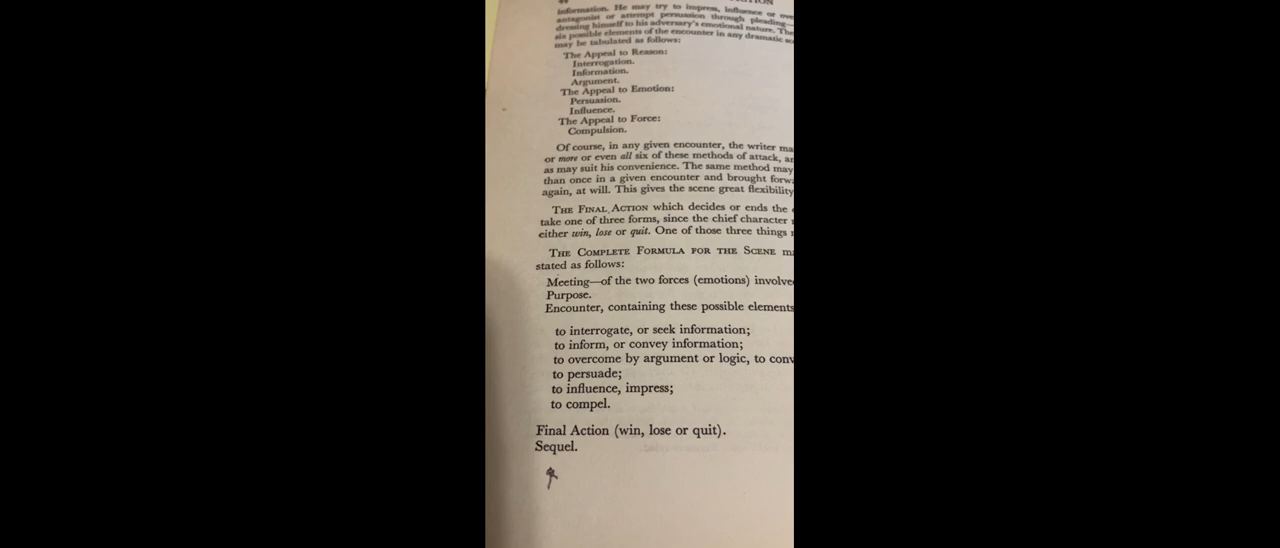 information. He may try to impress, influence or
antagonist or attempt persuasion through pleading—
dressing himself to his adversary's emotional nature. The
six possible elements of the encounter in any dramatic
may be tabulated as follows:
The Appeal to Reason:
Interrogation.
Information.
Argument.
The Appeal to Emotion:
Persuasion.
Influence.
The Appeal to Force:
Compulsion.
Of course, in any given encounter, the writer
or more or even all six of these methods of attack,
as may suit his convenience. The same method may
than once in a given encounter and brought
again, at will. This gives the scene great flexibility
THE FINAL ACTION which decides or ends the
take one of three forms, since the chief character
either win, lose or quit. One of those three things
THE COMPLETE FORMULA FOR THE SCENE
stated as follows:
Meeting—of the two forces (emotions)
Purpose.
Encounter, containing these possible elements
to interrogate, or seek information;
to inform, or convey information;
to overcome by argument or logic, to
to persuade;
to influence, impress;
to compel.
Final Action (win, lose or quit).
Sequel.